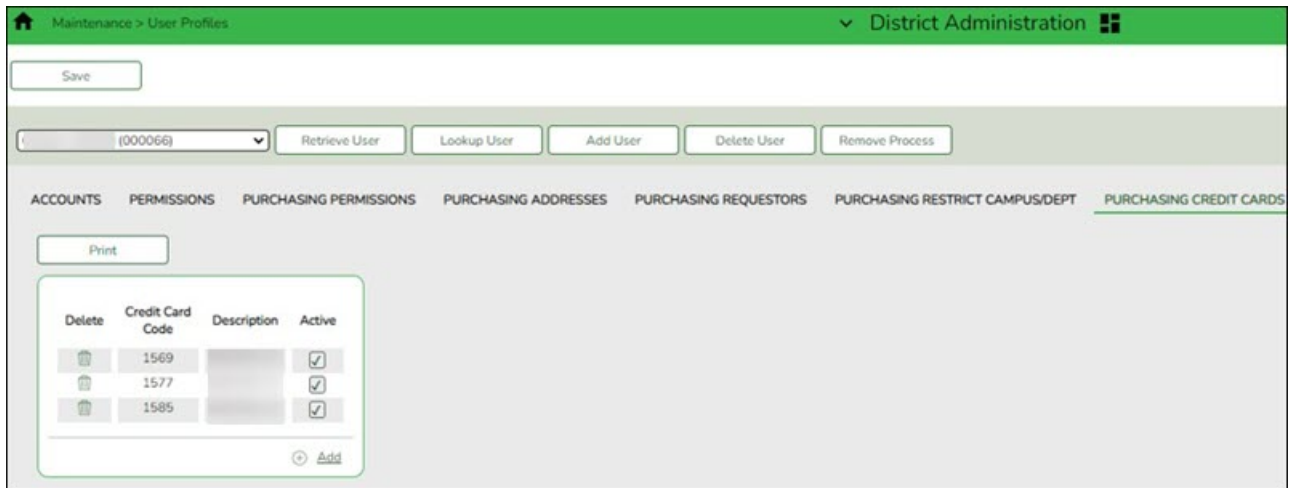 Maintenance > User Profiles
District Administration
Save
(000066)
Retrieve User
Lookup User
Add User
Delete User
Remove Process
ACCOUNTS PERMISSIONS PURCHASING PERMISSIONS PURCHASING ADDRESSES PURCHASING REQUESTORS PURCHASING RESTRICT CAMPUS/DEPT PURCHASING CREDIT CARDS
Print
Delete Credit Card Code Description Active
1569
1577
1585
Add